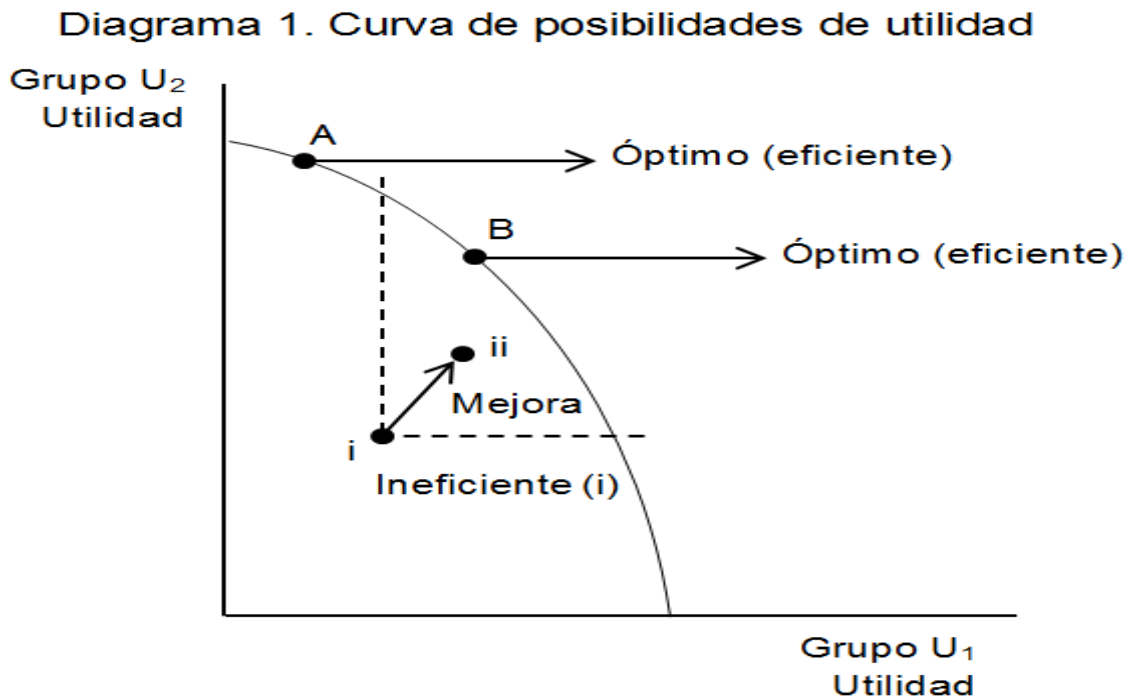 Diagrama 1. Curva de posibilidades de utilidad
Grupo U₂
Utilidad
A
Óptimo (eficiente)
B
Óptimo (eficiente)
ii
Mejora
i
Ineficiente (i)
Grupo U₁
Utilidad